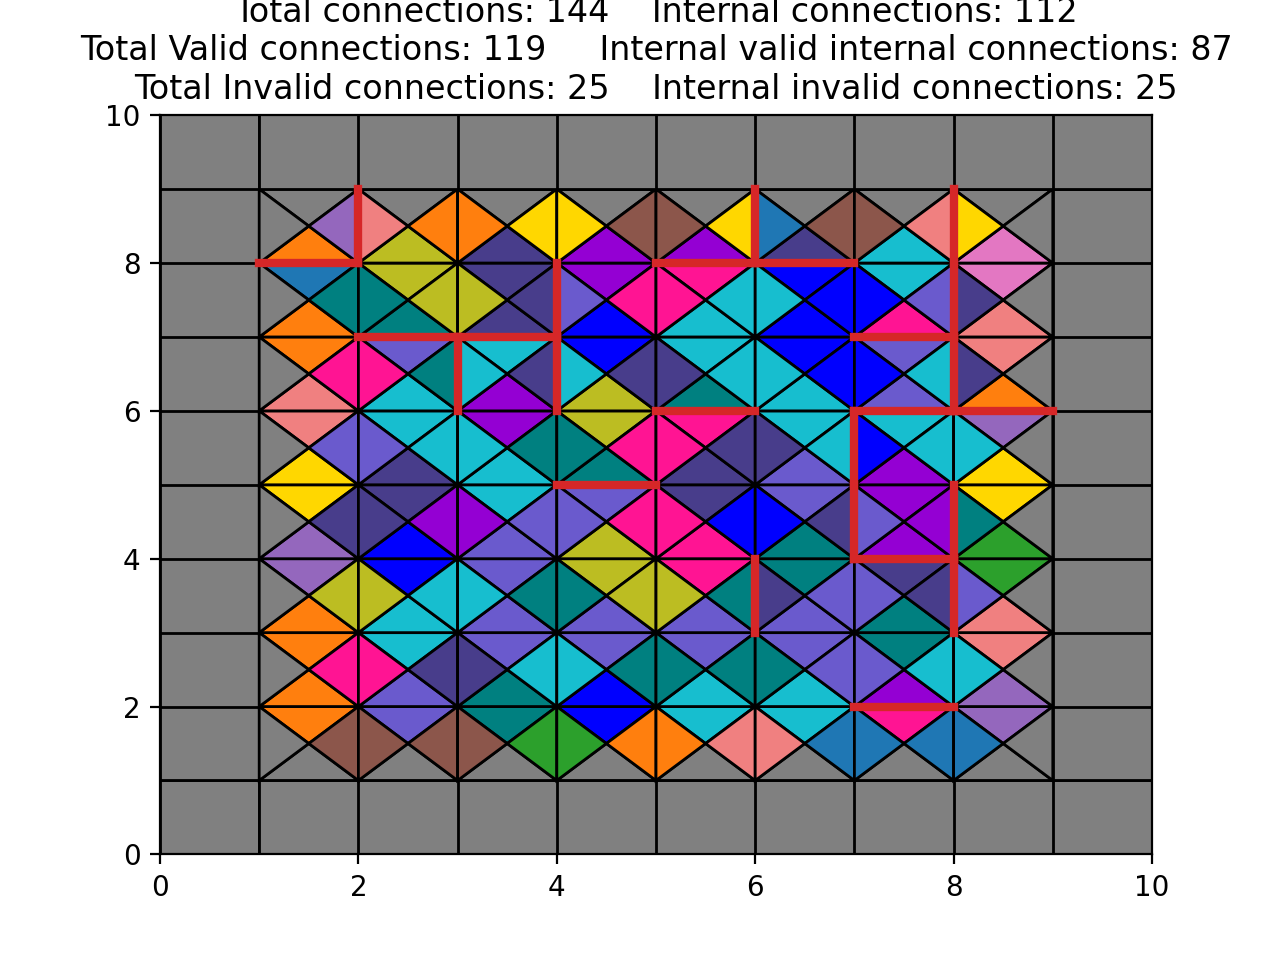 Total connections: 144 Internal connections: 112
Total Valid connections: 119 Internal valid internal connections: 87
Total Invalid connections: 25 Internal invalid connections: 25
10
8
6
4
2
0
0 2 4 6 8 10